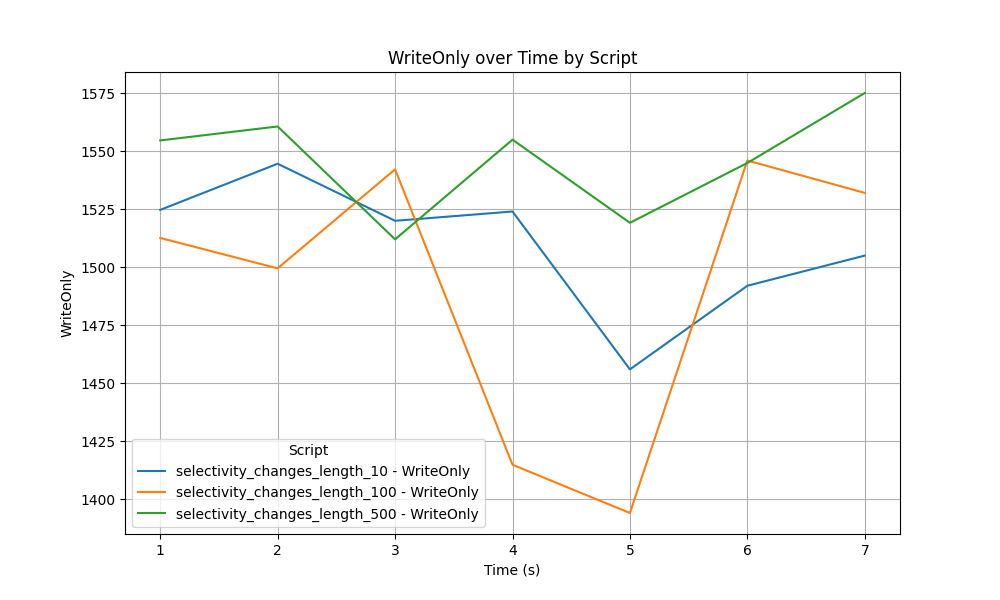 WriteOnly over Time by Script
WriteOnly
1575
1550
1525
1500
1475
1450
1425
1400
Script
selectivity_changes_length_10 - WriteOnly
selectivity_changes_length_100 - WriteOnly
selectivity_changes_length_500 - WriteOnly
1 2 3 4 5 6 7
Time (s)